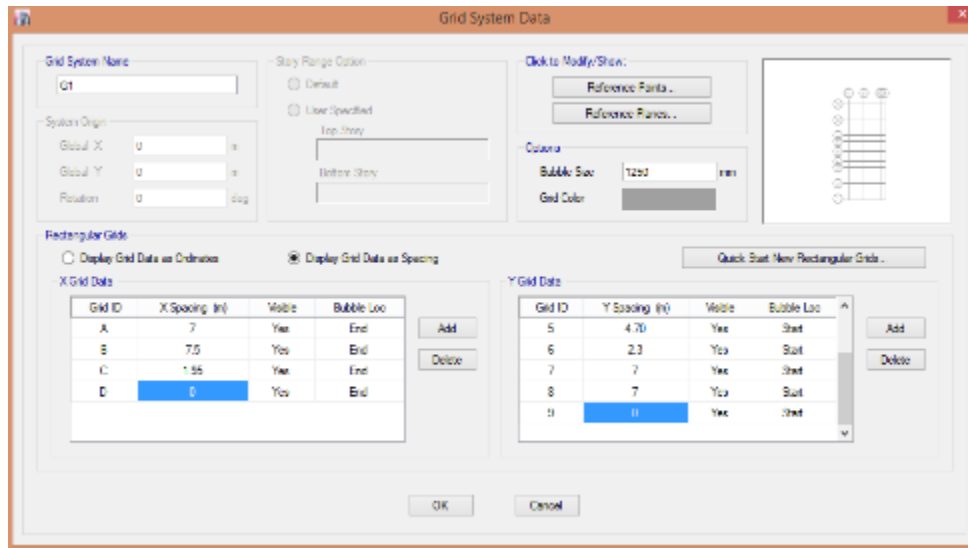 Grid System Data
Grid System Name
G1
System Origin
Global X 0 m
Global Y 0 m
Rotation 0 deg
Story Range Option
Default
User Specified
Top Story
Bottom Story
Click to Modify/Show:
Reference Points...
Reference Planes...
Options
Bubble Size 1250 mm
Grid Color
Rectangular Grids
Display Grid Data as Ordinates
Display Grid Data as Spacing
Quick Start New Rectangular Grids...
X Grid Data
Grid ID X Spacing (m) Visible Bubble Loc
A 7 Yes End
B 7.5 Yes End
C 1.95 Yes End
D 0 Yes End
Add
Delete
Y Grid Data
Grid ID Y Spacing (m) Visible Bubble Loc
5 4.70 Yes Start
6 2.3 Yes Start
7 7 Yes Start
8 7 Yes Start
9 0 Yes Start
Add
Delete
OK
Cancel